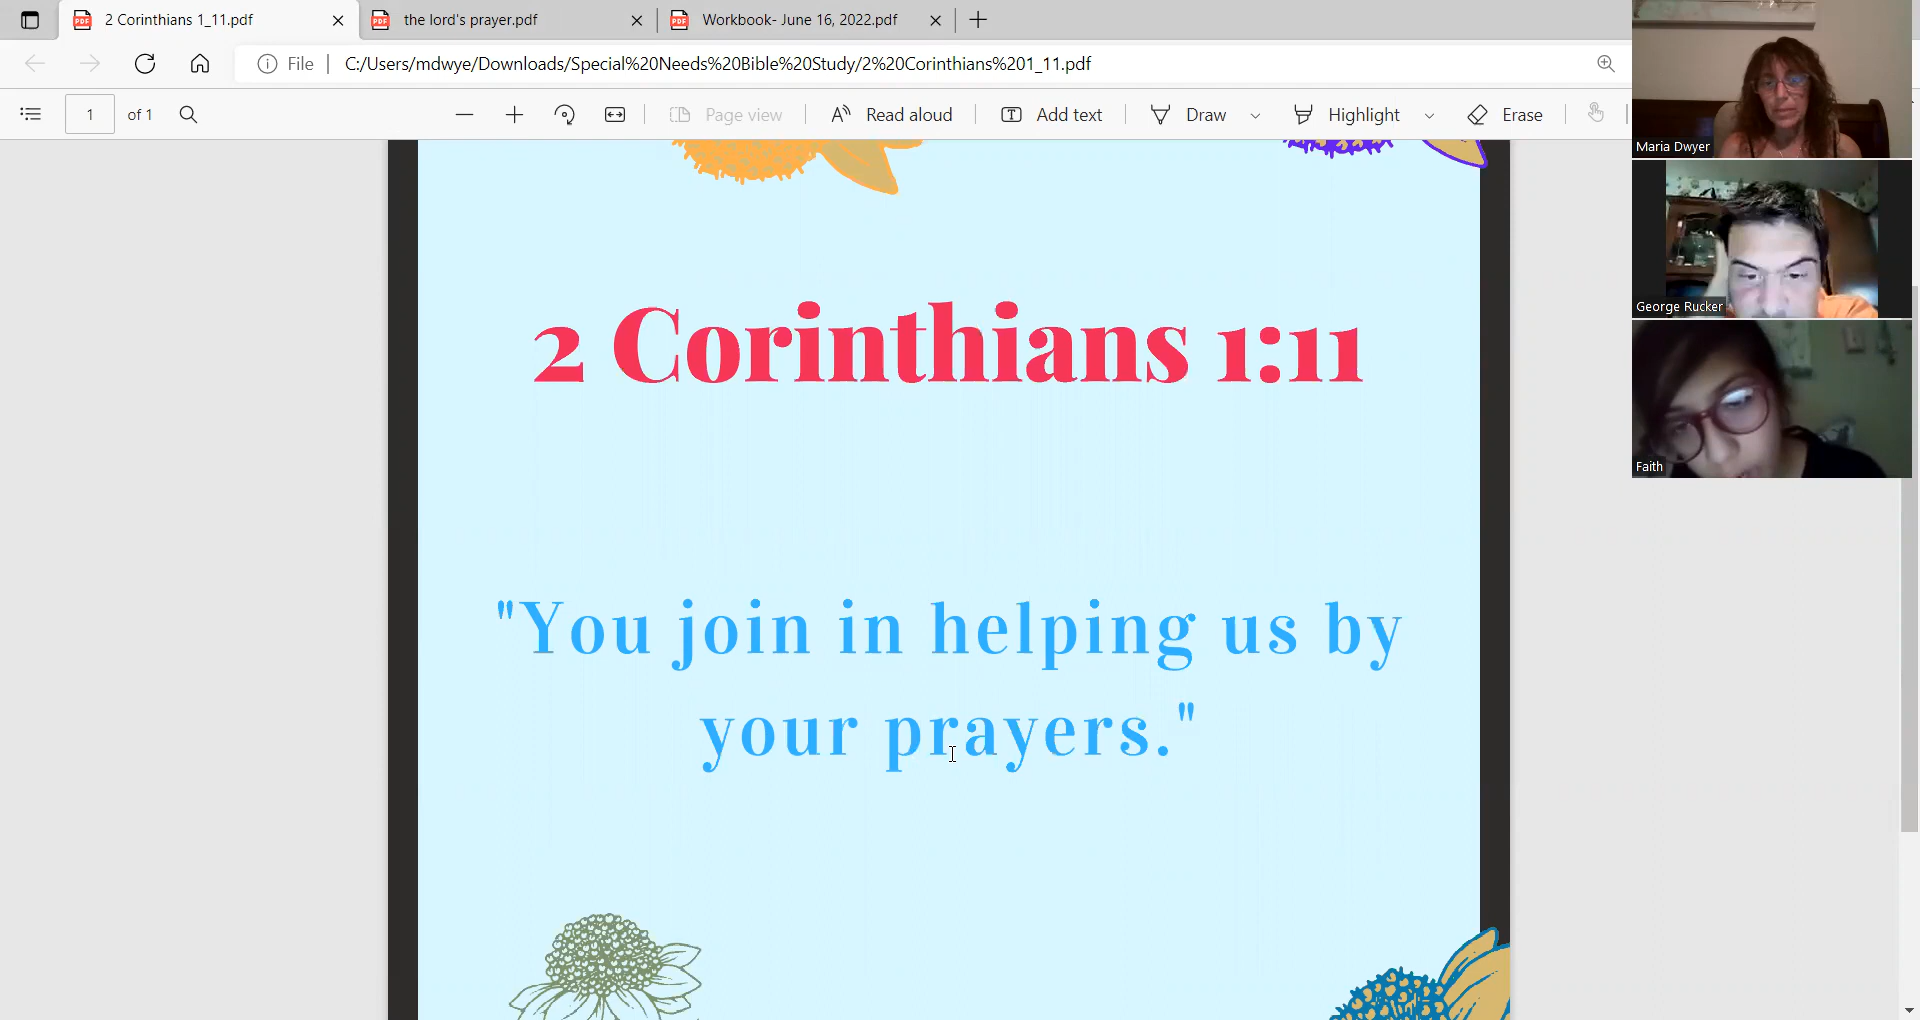 2 Corinthians 1_11.pdf
the lord's prayer.pdf
Workbook- June 16, 2022.pdf
File
C:/Users/mdwye/Downloads/Special%20Needs%20Bible%20Study/2%20Corinthians%201_11.pdf
1 of 1
Page view
Read aloud
Add text
Draw
Highlight
Erase
Maria Dwyer
George Rucker
Faith
2 Corinthians 1:11
"You join in helping us by
your prayers."